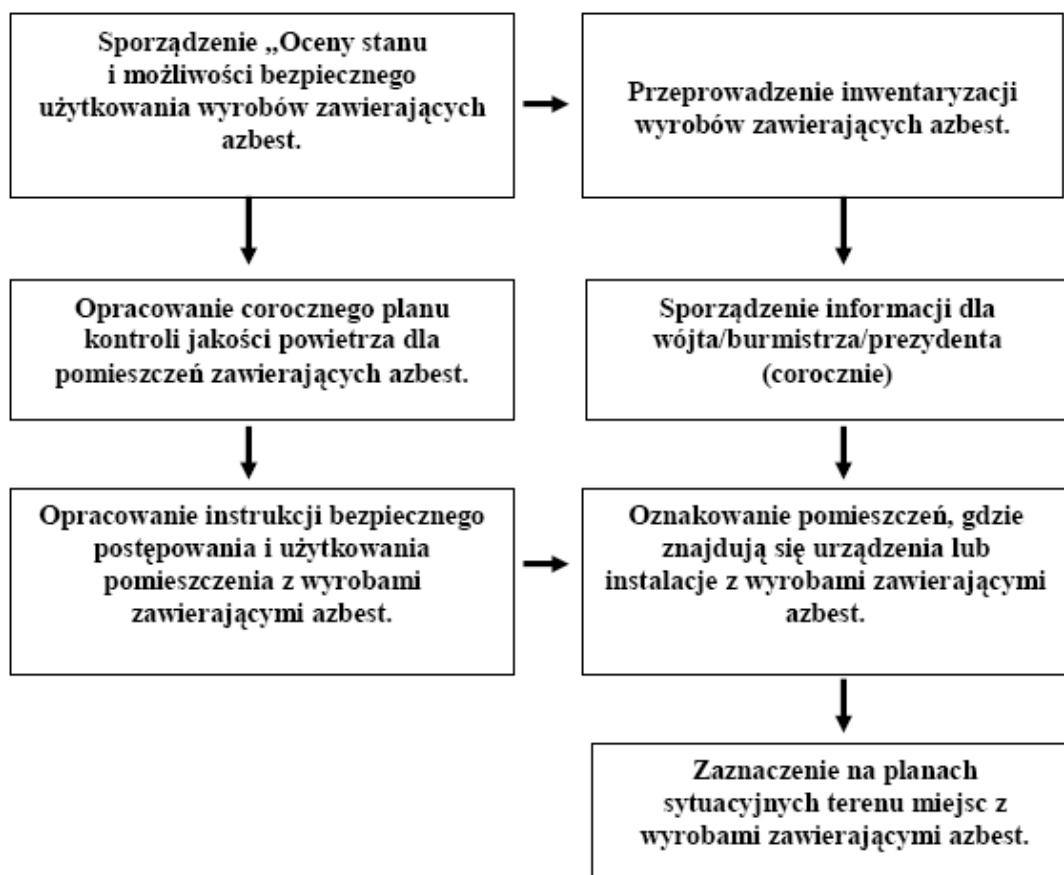 Sporządzenie „Oceny stanu
i możliwości bezpiecznego
użytkowania wyrobów zawierających
azbest.
Przeprowadzenie inwentaryzacji
wyrobów zawierających azbest.
Opracowanie corocznego planu
kontroli jakości powietrza dla
pomieszczeń zawierających azbest.
Sporządzenie informacji dla
wójta/burmistrza/prezydenta
(corocznie)
Opracowanie instrukcji bezpiecznego
postępowania i użytkowania
pomieszczenia z wyrobami
zawierającymi azbest.
Oznakowanie pomieszczeń, gdzie
znajdują się urządzenia lub
instalacje z wyrobami zawierającymi
azbest.
Zaznaczenie na planach
sytuacyjnych terenu miejsc z
wyrobami zawierającymi azbest.